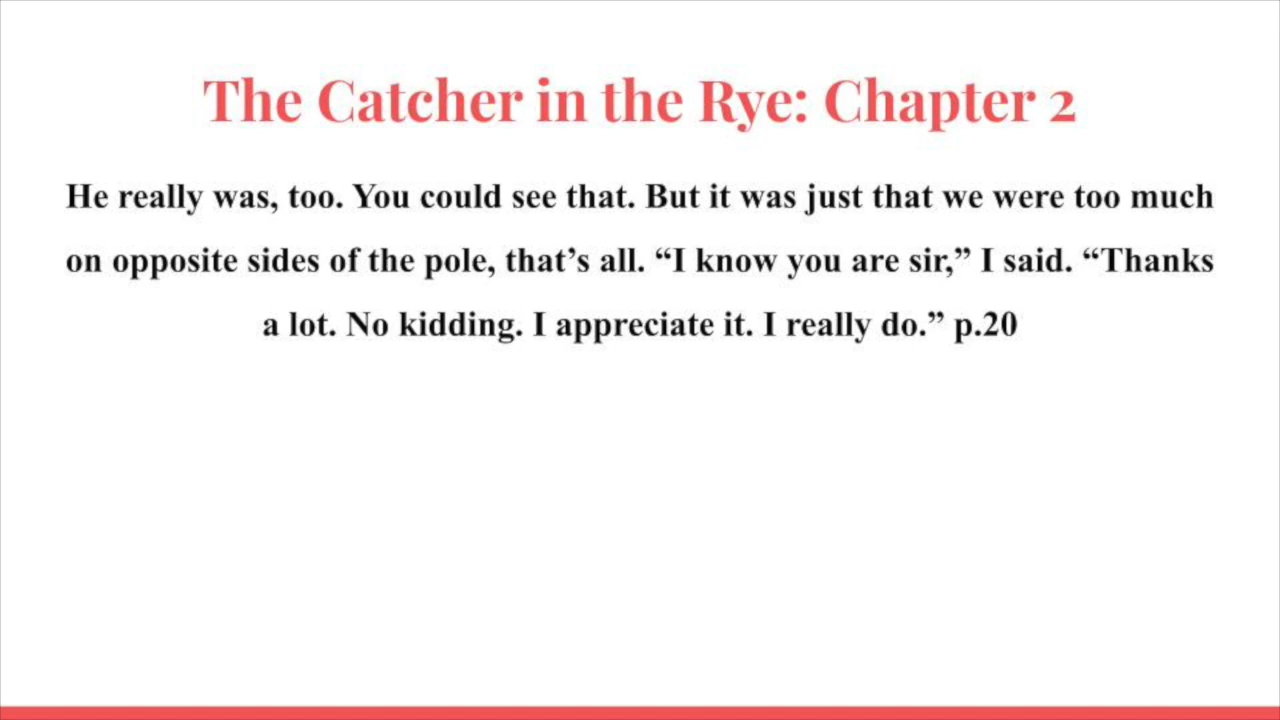 The Catcher in the Rye: Chapter 2
He really was, too. You could see that. But it was just that we were too much
on opposite sides of the pole, that’s all. “I know you are sir,” I said. “Thanks
a lot. No kidding. I appreciate it. I really do.” p.20